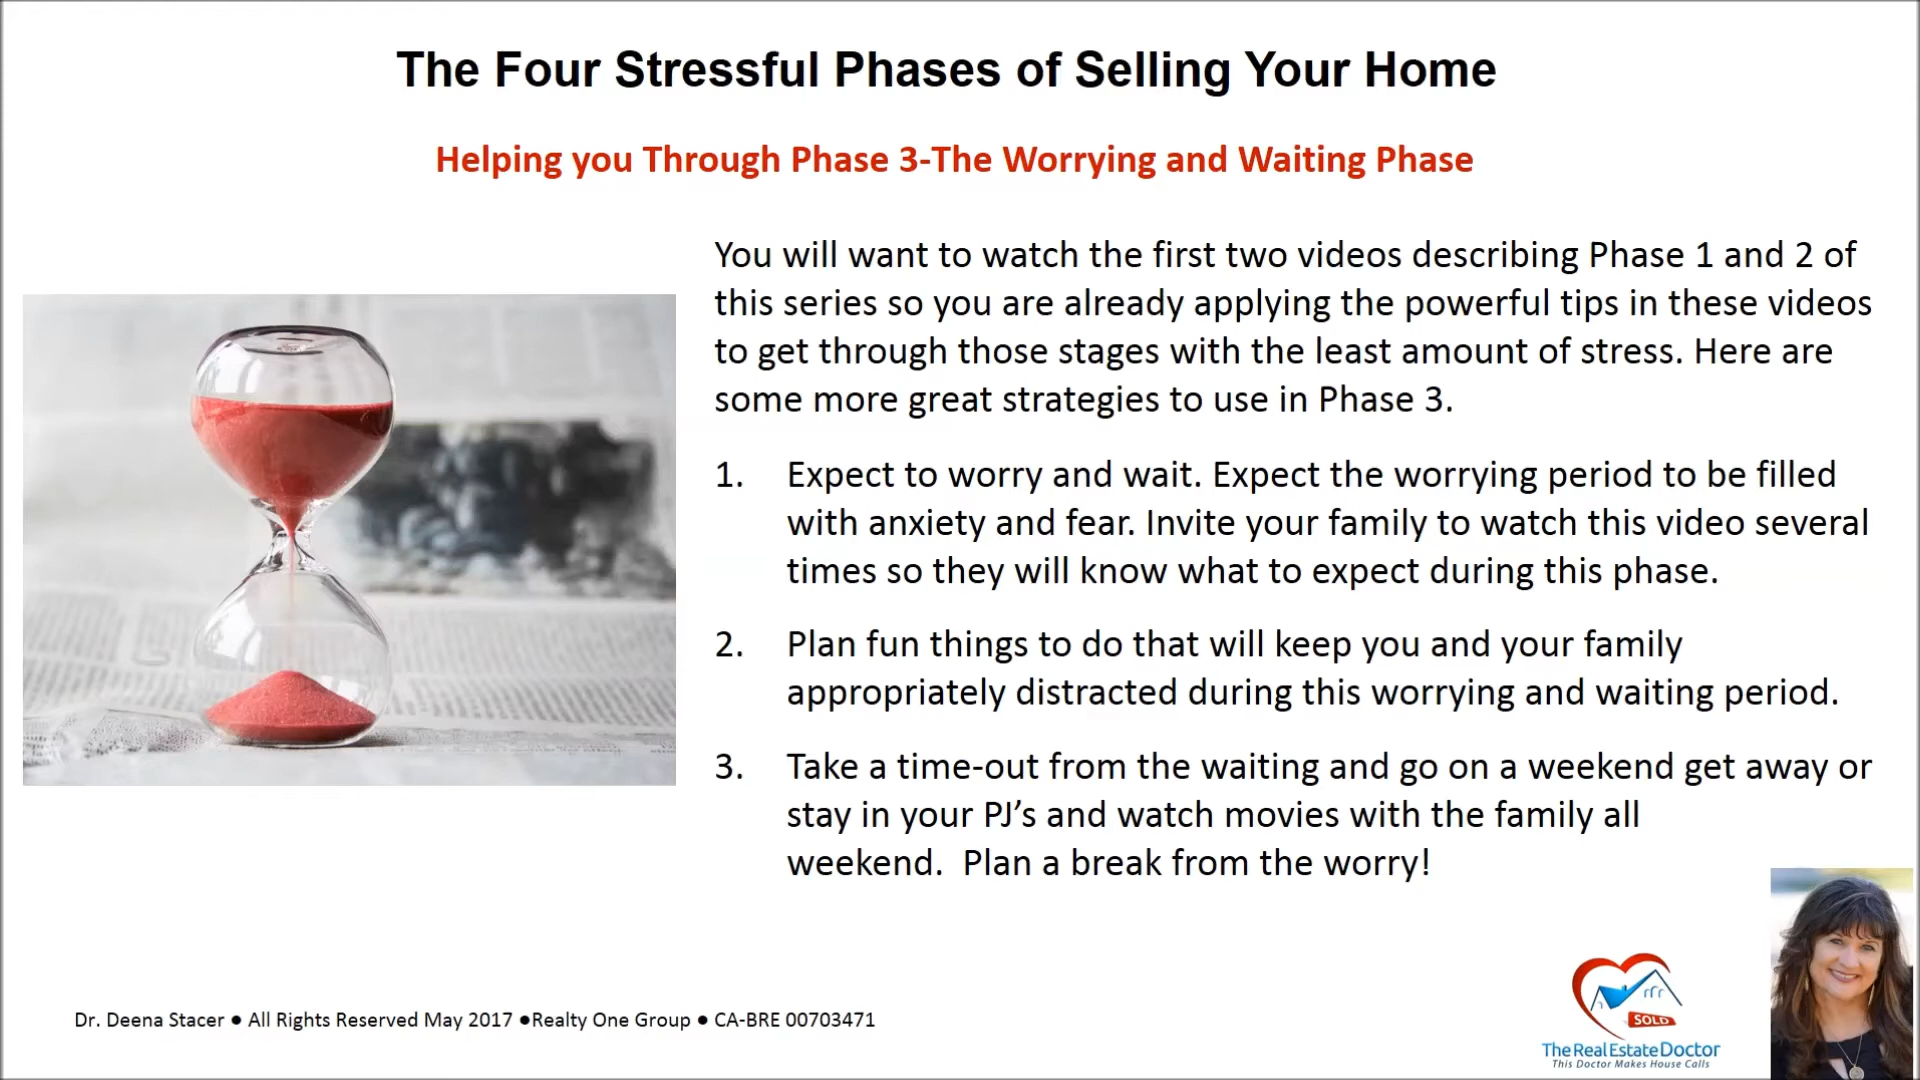 The Four Stressful Phases of Selling Your Home
Helping you Through Phase 3-The Worrying and Waiting Phase
You will want to watch the first two videos describing Phase 1 and 2 of
this series so you are already applying the powerful tips in these videos
to get through those stages with the least amount of stress. Here are
some more great strategies to use in Phase 3.
1. Expect to worry and wait. Expect the worrying period to be filled
with anxiety and fear. Invite your family to watch this video several
times so they will know what to expect during this phase.
2. Plan fun things to do that will keep you and your family
appropriately distracted during this worrying and waiting period.
3. Take a time-out from the waiting and go on a weekend get away or
stay in your PJ’s and watch movies with the family all
weekend.  Plan a break from the worry!
SOLD
TheRealEstateDoctor
This Doctor Makes House Calls
Dr. Deena Stacer ● All Rights Reserved May 2017 ●Realty One Group ● CA-BRE 00703471